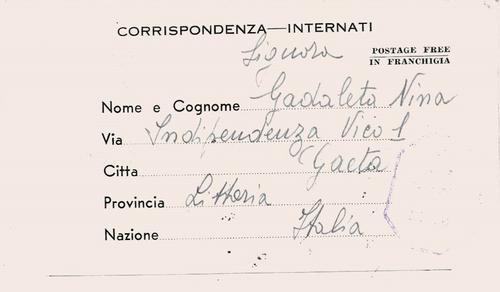 CORRISPONDENZA—INTERNATI
Signora
POSTAGE FREE
IN FRANCHIGIA
Nome e Cognome Gadaleta Nina
Via Indipendenza Vico 1
Citta Gaeta
Provincia Litteria
Nazione Italia